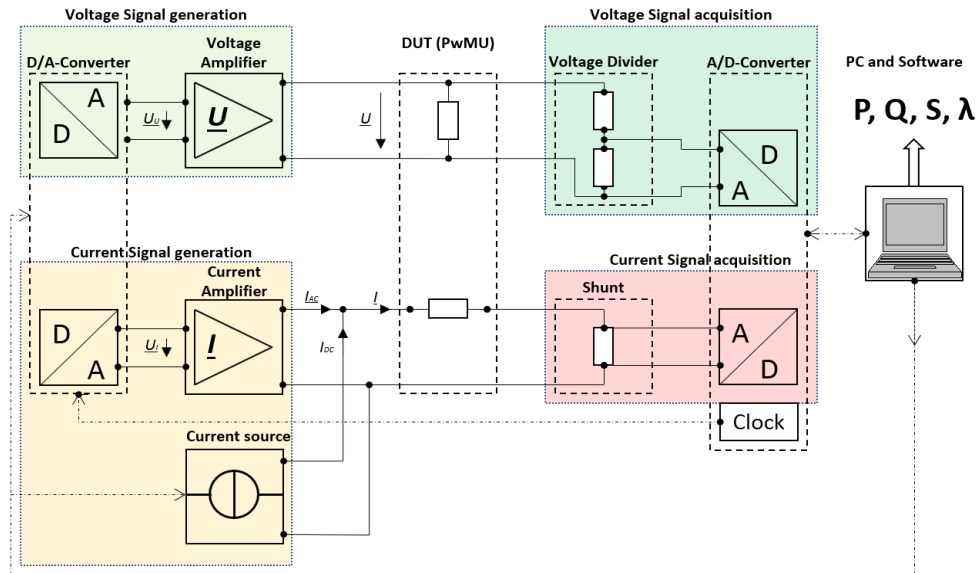 Voltage Signal generation
Voltage Signal acquisition
D/A-Converter
Voltage
Amplifier
DUT (PwMU)
Voltage Divider
A/D-Converter
PC and Software
A
D
U_U
U
U
D
A
P, Q, S, λ
Current Signal generation
Current Signal acquisition
Current
Amplifier
Shunt
D
A
U_I
I
I_AC
I
I_DC
A
D
Clock
Current source